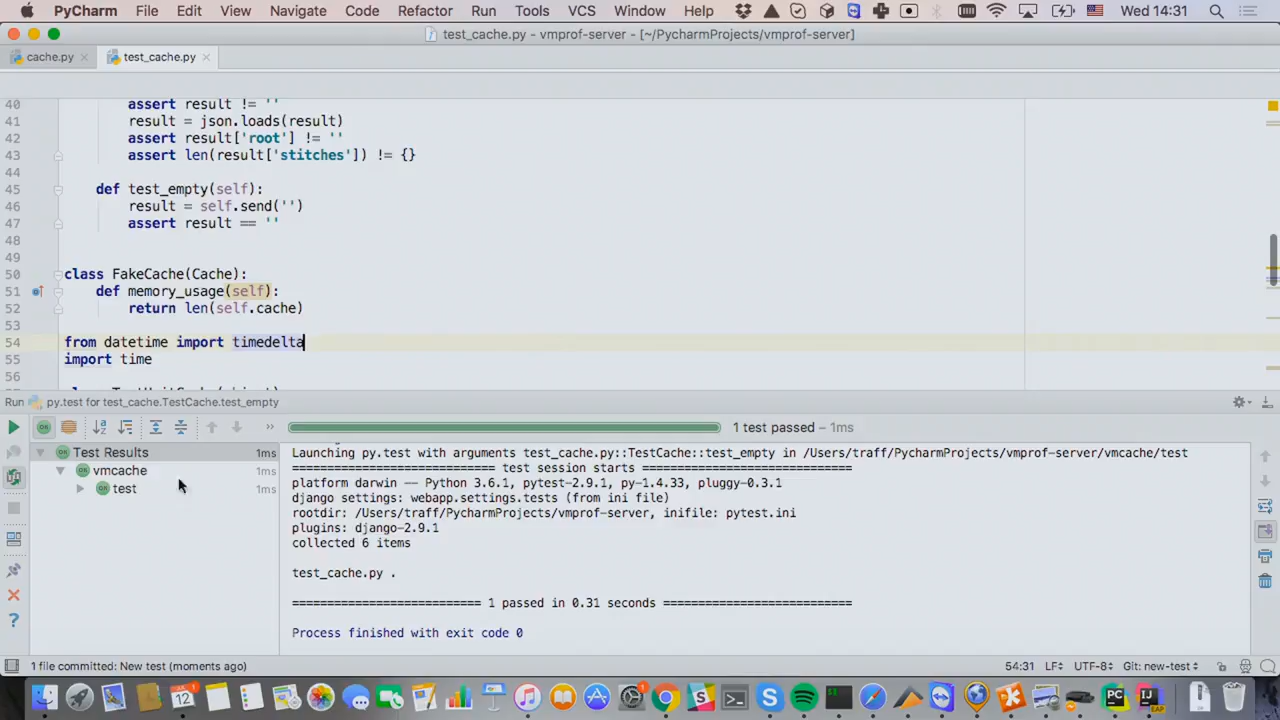 PyCharm File Edit View Navigate Code Refactor Run Tools VCS Window Help Wed 14:31
test_cache.py - vmprof-server - [~/PycharmProjects/vmprof-server]
cache.py test_cache.py
40 assert result != ''
41 result = json.loads(result)
42 assert result['root'] != ''
43 assert len(result['stitches']) != {}
44
45 def test_empty(self):
46 result = self.send('')
47 assert result == ''
48
49
50 class FakeCache(Cache):
51 def memory_usage(self):
52 return len(self.cache)
53
54 from datetime import timedelta
55 import time
56
Run py.test for test_cache.TestCache.test_empty
1 test passed – 1ms
Test Results 1ms
vmcache 1ms
test 1ms
Launching py.test with arguments test_cache.py::TestCache::test_empty in /Users/traff/PycharmProjects/vmprof-server/vmcache/test
============================= test session starts ==============================
platform darwin -- Python 3.6.1, pytest-2.9.1, py-1.4.33, pluggy-0.3.1
django settings: webapp.settings.tests (from ini file)
rootdir: /Users/traff/PycharmProjects/vmprof-server, inifile: pytest.ini
plugins: django-2.9.1
collected 6 items
test_cache.py .
=========================== 1 passed in 0.31 seconds ===========================
Process finished with exit code 0
1 file committed: New test (moments ago) 54:31 LF÷ UTF-8÷ Git: new-test÷
12
PC
IJ
EAP